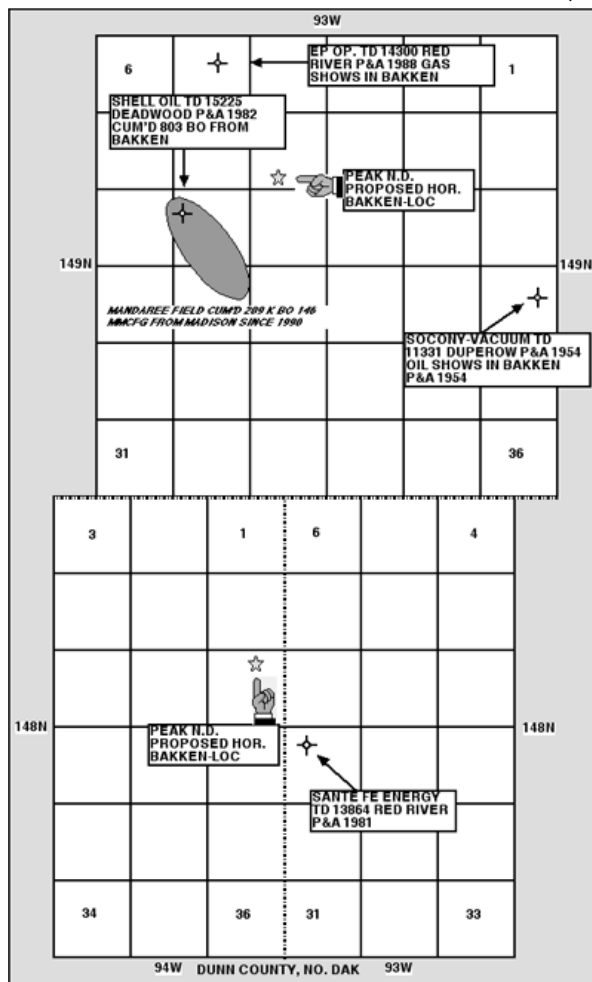 93W
6
1
EP OP. TD 14300 RED
RIVER P&A 1988 GAS
SHOWS IN BAKKEN
SHELL OIL TD 15225
DEADWOOD P&A 1982
CUM'D 803 BO FROM
BAKKEN
PEAK N.D.
PROPOSED HOR.
BAKKEN-LOC
149N
149N
MANDAREE FIELD CUM'D 209 K BO 146
MMCFG FROM MADISON SINCE 1990
SOCONY-VACUUM TD
11331 DUPEROW P&A 1954
OIL SHOWS IN BAKKEN
P&A 1954
31
36
3
1
6
4
148N
148N
PEAK N.D.
PROPOSED HOR.
BAKKEN-LOC
SANTE FE ENERGY
TD 13864 RED RIVER
P&A 1981
34
36
31
33
94W DUNN COUNTY, NO. DAK 93W